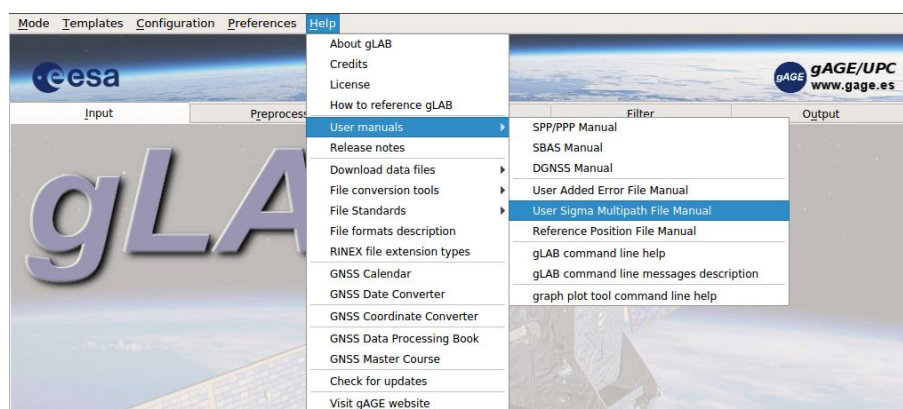 Mode Templates Configuration Preferences Help
esa
gAGE gAGE/UPC
www.gage.es
Input Preprocess Filter Output
gLA
About gLAB
Credits
License
How to reference gLAB
User manuals
Release notes
Download data files
File conversion tools
File Standards
File formats description
RINEX file extension types
GNSS Calendar
GNSS Date Converter
GNSS Coordinate Converter
GNSS Data Processing Book
GNSS Master Course
Check for updates
Visit gAGE website
SPP/PPP Manual
SBAS Manual
DGNSS Manual
User Added Error File Manual
User Sigma Multipath File Manual
Reference Position File Manual
gLAB command line help
gLAB command line messages description
graph plot tool command line help